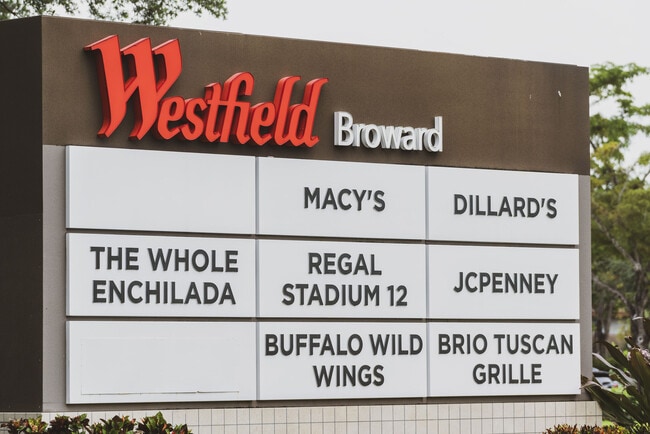 Westfield Broward
MACY'S
DILLARD'S
THE WHOLE
ENCHILADA
REGAL
STADIUM 12
JCPENNEY
BUFFALO WILD
WINGS
BRIO TUSCAN
GRILLE